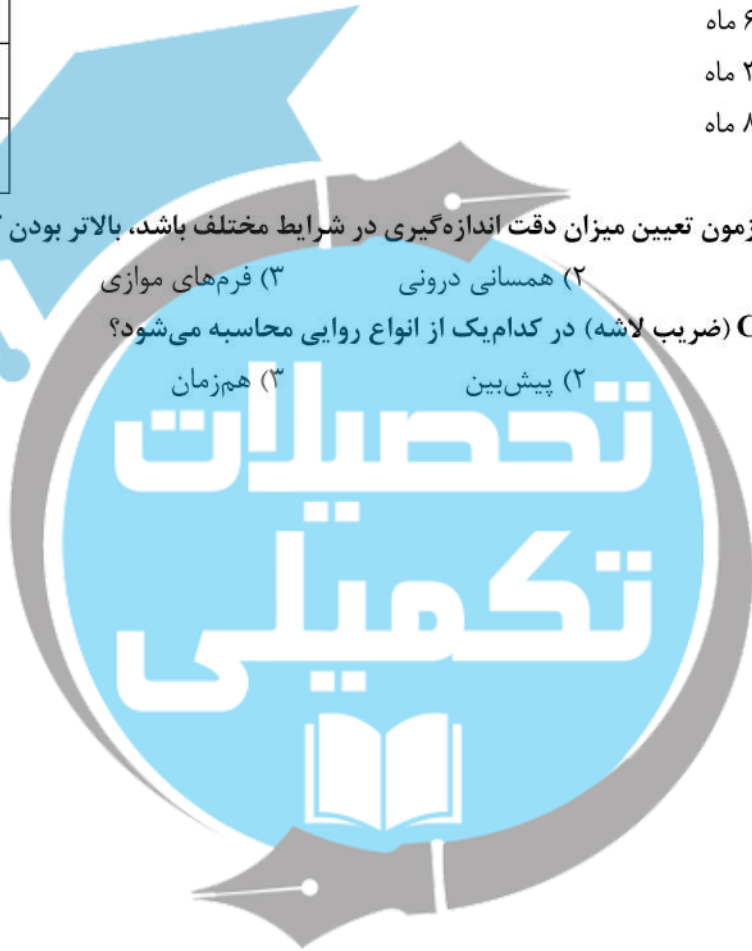 ۶ ماه
۲ ماه
۸ ماه
زمون تعیین میزان دقت اندازه‌گیری در شرایط مختلف باشد، بالاتر بودن
۲) همسانی درونی ۳) فرم‌های موازی
(ضریب لاشه) در کدام‌یک از انواع روایی محاسبه می‌شود؟
۲) پیش‌بین ۳) هم‌زمان
تحصیلات
تکمیلی